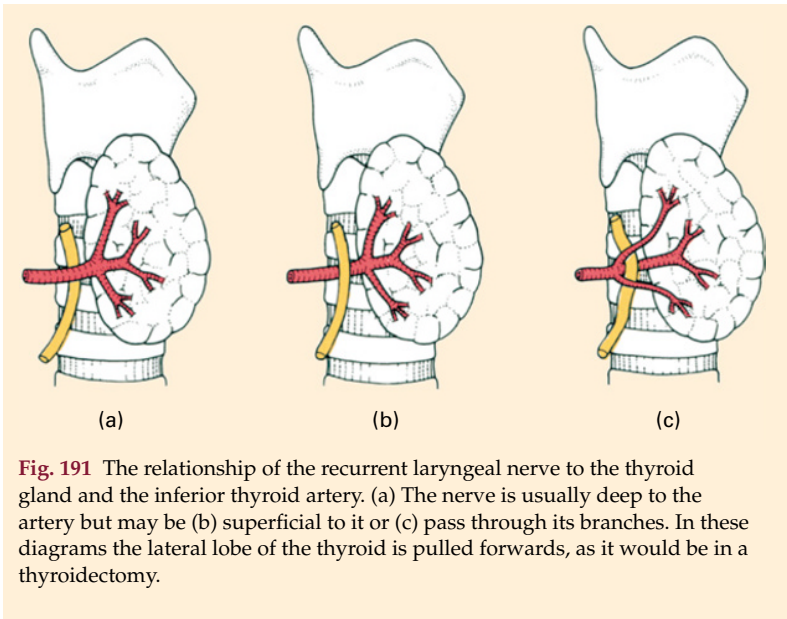 (a)
(b)
(c)
Fig. 191 The relationship of the recurrent laryngeal nerve to the thyroid
gland and the inferior thyroid artery. (a) The nerve is usually deep to the
artery but may be (b) superficial to it or (c) pass through its branches. In these
diagrams the lateral lobe of the thyroid is pulled forwards, as it would be in a
thyroidectomy.